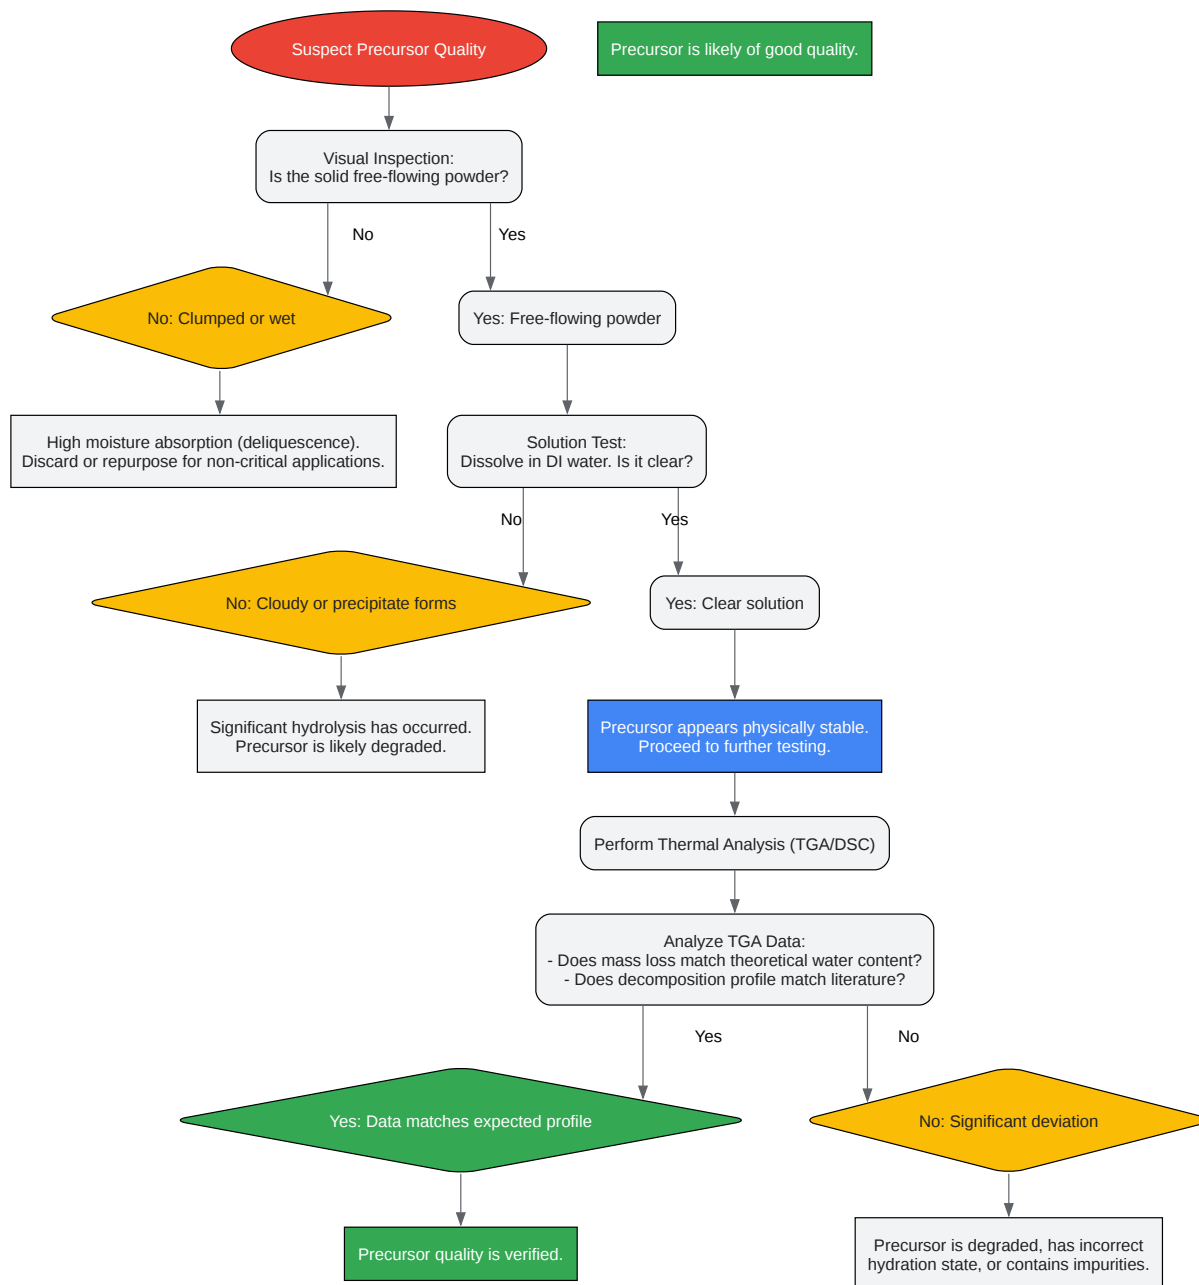 Suspect Precursor Quality
Precursor is likely of good quality.
Visual Inspection:
Is the solid free-flowing powder?
No
Yes
No: Clumped or wet
Yes: Free-flowing powder
High moisture absorption (deliquescence).
Discard or repurpose for non-critical applications.
Solution Test:
Dissolve in DI water. Is it clear?
No
Yes
No: Cloudy or precipitate forms
Yes: Clear solution
Significant hydrolysis has occurred.
Precursor is likely degraded.
Precursor appears physically stable.
Proceed to further testing.
Perform Thermal Analysis (TGA/DSC)
Analyze TGA Data:
- Does mass loss match theoretical water content?
- Does decomposition profile match literature?
Yes
No
Yes: Data matches expected profile
No: Significant deviation
Precursor quality is verified.
Precursor is degraded, has incorrect
hydration state, or contains impurities.